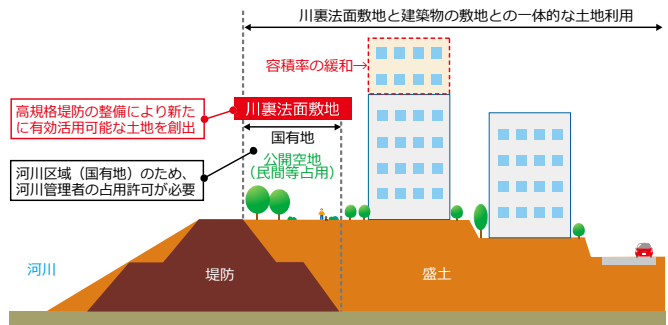 川裏法面敷地と建築物の敷地との一体的な土地利用
容積率の緩和→
高規格堤防の整備により新た
に有効活用可能な土地を創出
川裏法面敷地
国有地
公開空地
（民間等占用）
河川区域（国有地）のため、
河川管理者の占用許可が必要
河川
堤防
盛土